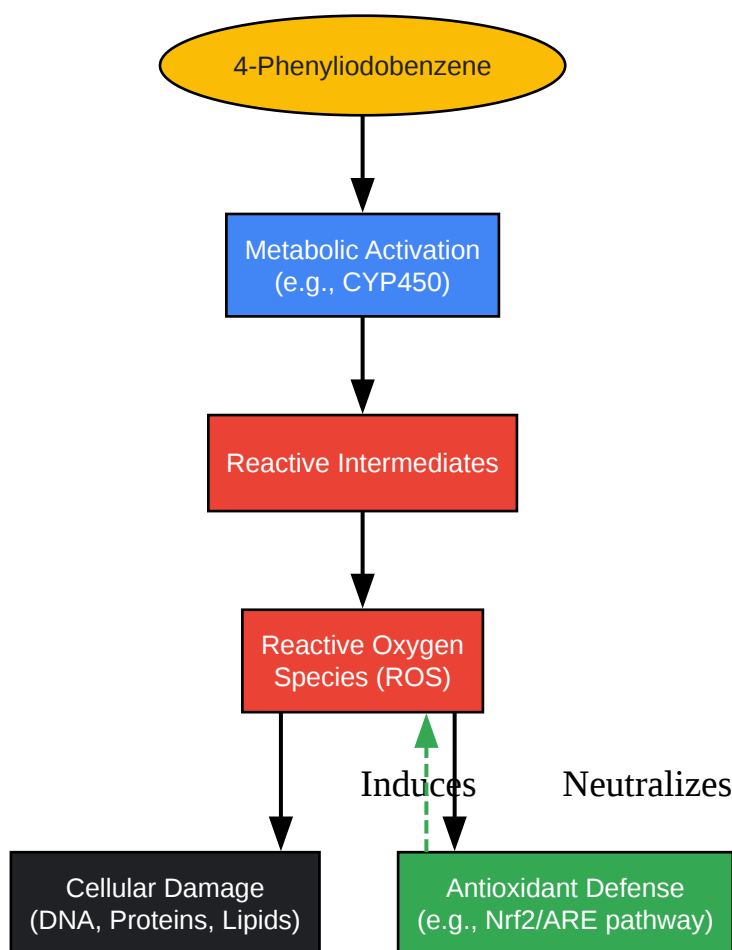 4-Phenyliodobenzene
Metabolic Activation
(e.g., CYP450)
Reactive Intermediates
Reactive Oxygen
Species (ROS)
Induces
Neutralizes
Cellular Damage
(DNA, Proteins, Lipids)
Antioxidant Defense
(e.g., Nrf2/ARE pathway)